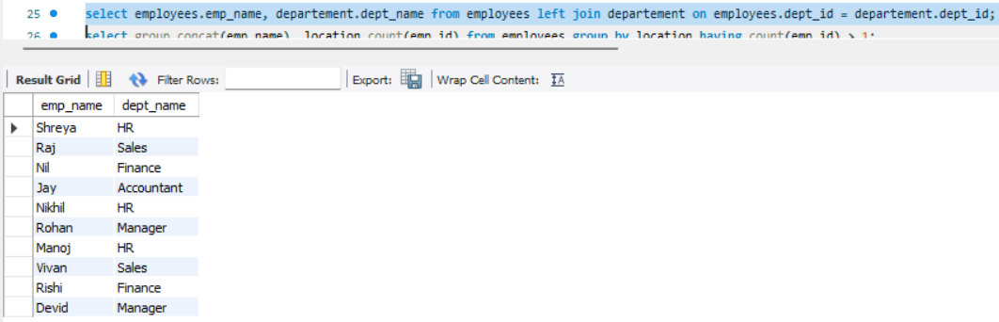 25 select employees.emp_name, departement.dept_name from employees left join departement on employees.dept_id = departement.dept_id;
26 select group_concat(emp_name), location,count(emp_id) from employees group by location having count(emp_id) > 1;
Result Grid Filter Rows: Export: Wrap Cell Content: IA
emp_name dept_name
Shreya HR
Raj Sales
Nil Finance
Jay Accountant
Nikhil HR
Rohan Manager
Manoj HR
Vivan Sales
Rishi Finance
Devid Manager